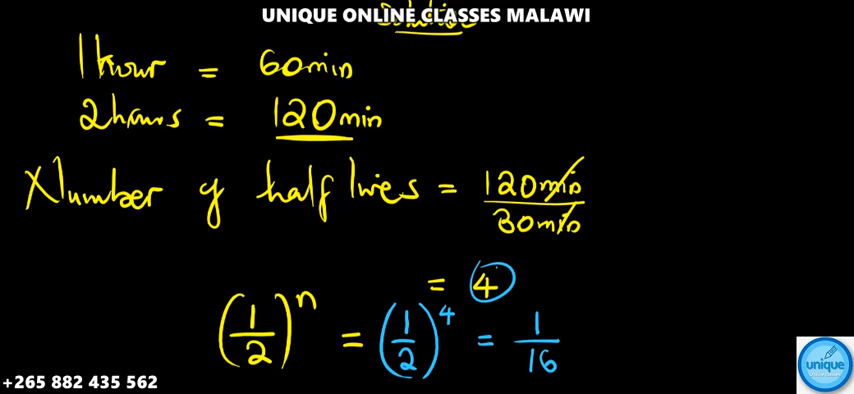 UNIQUE ONLINE CLASSES MALAWI
Solution
1 hour = 60min
2 hours = 120min
Number of half lives = 120min / 30min
= 4
(1/2)^n = (1/2)^4 = 1/16
+265 882 435 562
unique